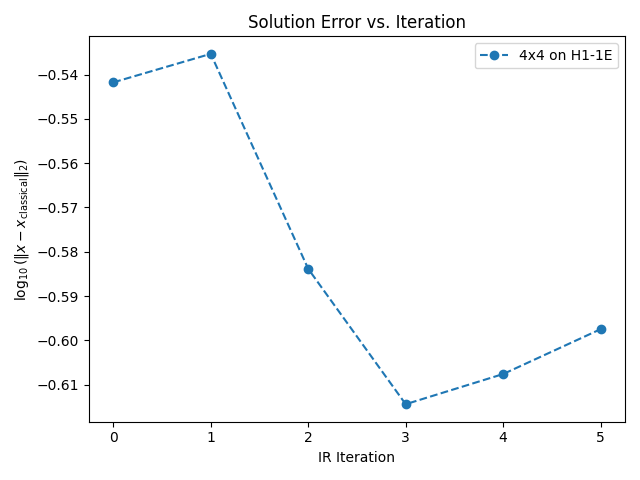 Solution Error vs. Iteration
4x4 on H1-1E
−0.54
−0.55
−0.56
−0.57
−0.58
−0.59
−0.60
−0.61
log₁₀(‖x − x_classical‖₂)
0 1 2 3 4 5
IR Iteration